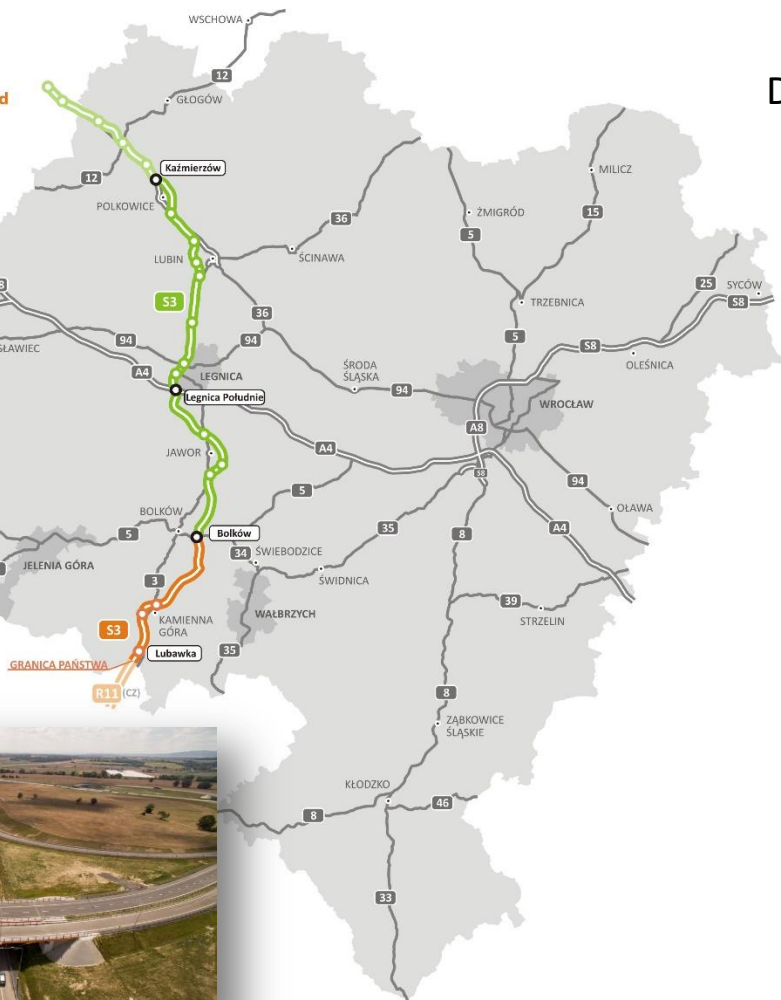 WSCHOWA
12
d
D
GŁOGÓW
Kaźmierzów
12
MILICZ
POLKOWICE
15
ŻMIGRÓD
36
5
LUBIN
ŚCINAWA
25
SYCÓW
S3
TRZEBNICA
S8
36
94
94
5
S8
SŁAWIEC
A4
ŚRODA
ŚLĄSKA
OLEŚNICA
LEGNICA
94
Legnica Południe
WROCŁAW
A8
JAWOR
A4
S8
94
5
BOLKÓW
OŁAWA
35
A4
5
Bolków
8
34
ŚWIEBODZICE
JELENIA GÓRA
ŚWIDNICA
3
39
KAMIENNA
GÓRA
WAŁBRZYCH
STRZELIN
S3
35
Lubawka
GRANICA PAŃSTWA
R11 (CZ)
8
ZĄBKOWICE
ŚLĄSKIE
KŁODZKO
46
8
33